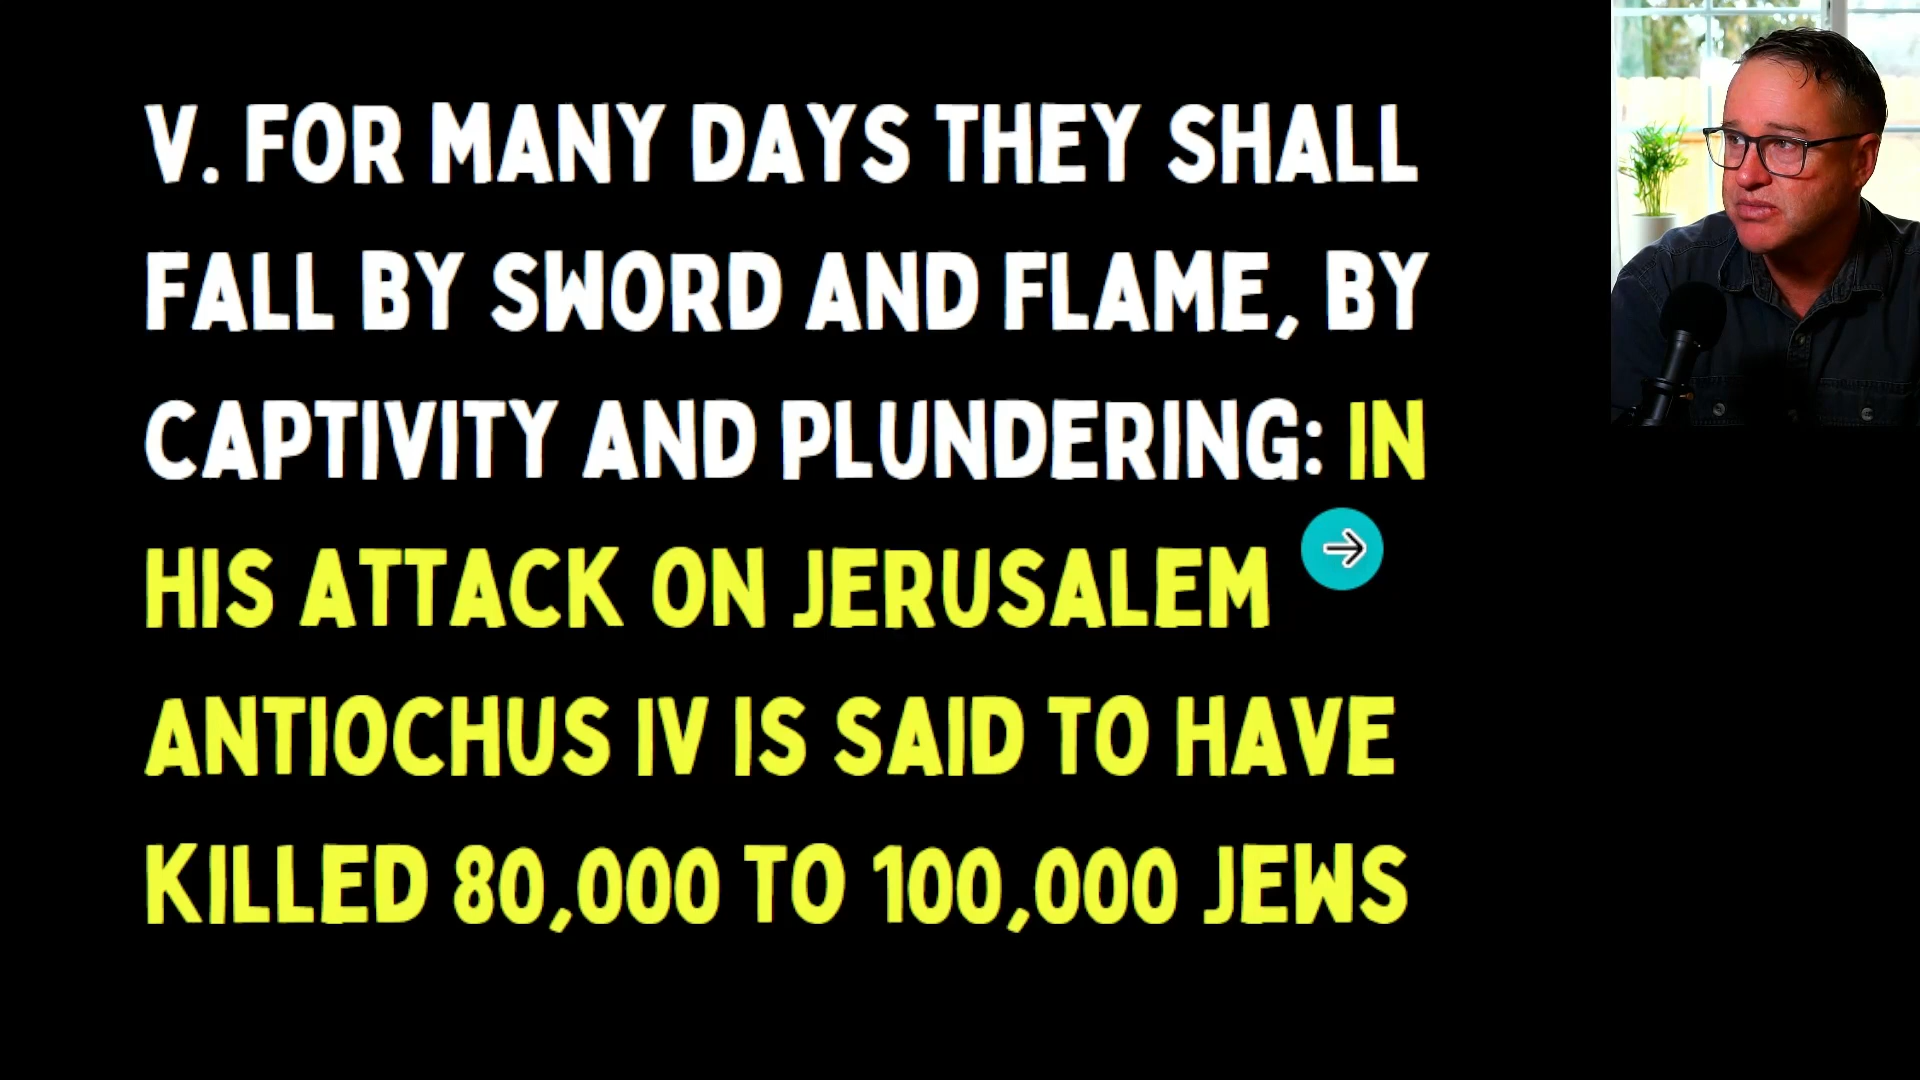 V. FOR MANY DAYS THEY SHALL
FALL BY SWORD AND FLAME, BY
CAPTIVITY AND PLUNDERING: IN
HIS ATTACK ON JERUSALEM
ANTIOCHUS IV IS SAID TO HAVE
KILLED 80,000 TO 100,000 JEWS